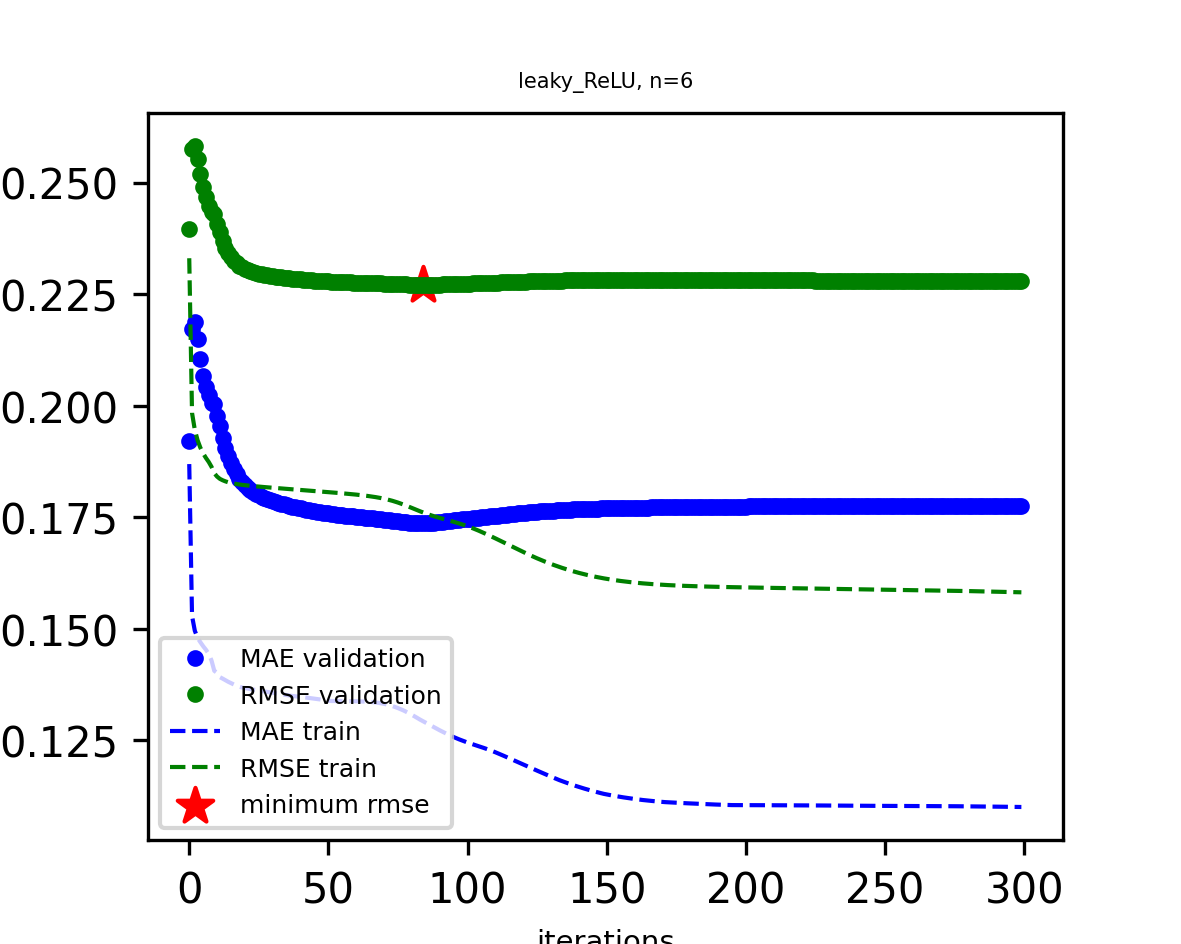 leaky_ReLU, n=6
0.250
0.225
0.200
0.175
0.150
0.125
MAE validation
RMSE validation
MAE train
RMSE train
minimum rmse
0 50 100 150 200 250 300
iterations